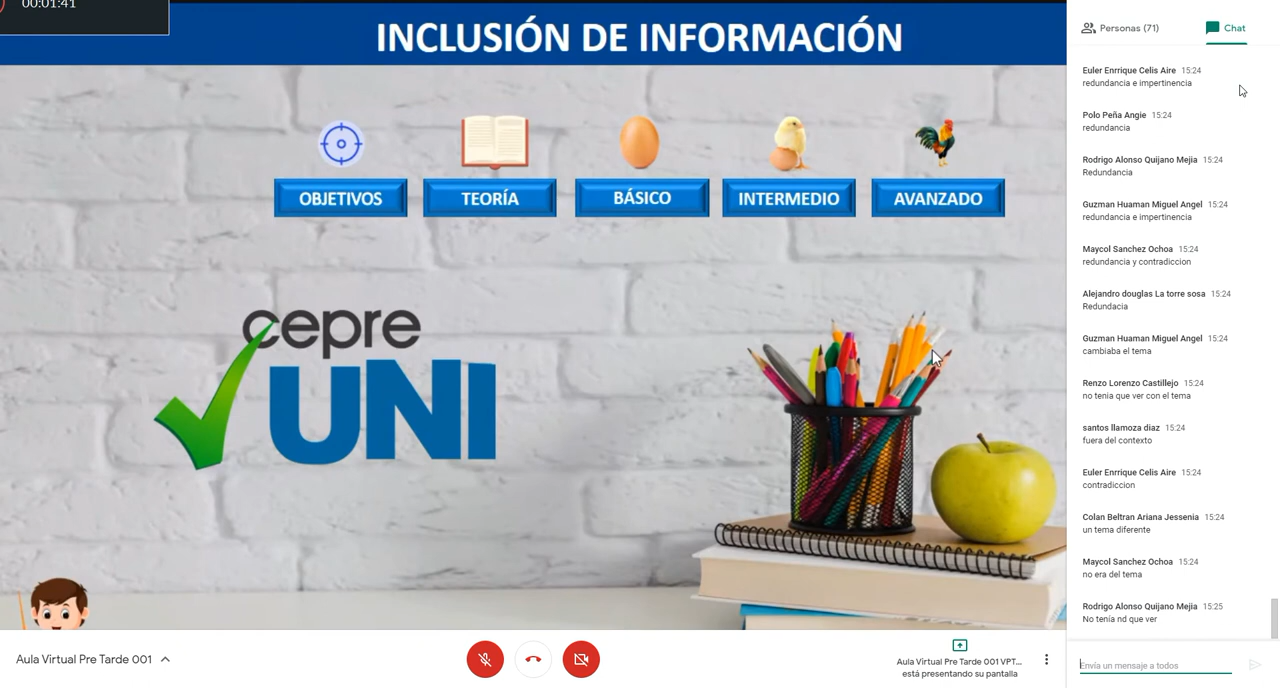 00:01:41
INCLUSIÓN DE INFORMACIÓN
OBJETIVOS
TEORÍA
BÁSICO
INTERMEDIO
AVANZADO
cepre
UNI
Personas (71)
Chat
Euler Enrrique Celis Aire 15:24
redundancia e impertinencia
Polo Peña Angie 15:24
redundancia
Rodrigo Alonso Quijano Mejia 15:24
Redundancia
Guzman Huaman Miguel Angel 15:24
redundancia e impertinencia
Maycol Sanchez Ochoa 15:24
redundancia y contradiccion
Alejandro douglas La torre sosa 15:24
Redundacia
Guzman Huaman Miguel Angel 15:24
cambiaba el tema
Renzo Lorenzo Castillejo 15:24
no tenia que ver con el tema
santos llamoza diaz 15:24
fuera del contexto
Euler Enrrique Celis Aire 15:24
contradiccion
Colan Beltran Ariana Jessenia 15:24
un tema diferente
Maycol Sanchez Ochoa 15:24
no era del tema
Rodrigo Alonso Quijano Mejia 15:25
No tenía nd que ver
Envía un mensaje a todos
Aula Virtual Pre Tarde 001
Aula Virtual Pre Tarde 001 VPT...
está presentando su pantalla